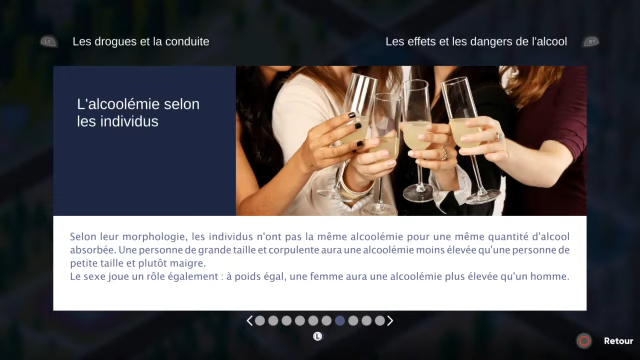 Les drogues et la conduite
Les effets et les dangers de l'alcool
L'alcoolémie selon
les individus
Selon leur morphologie, les individus n'ont pas la même alcoolémie pour une même quantité d'alcool
absorbée. Une personne de grande taille et corpulente aura une alcoolémie moins élevée qu'une personne de
petite taille et plutôt maigre.
Le sexe joue un rôle également : à poids égal, une femme aura une alcoolémie plus élevée qu'un homme.
L
Retour